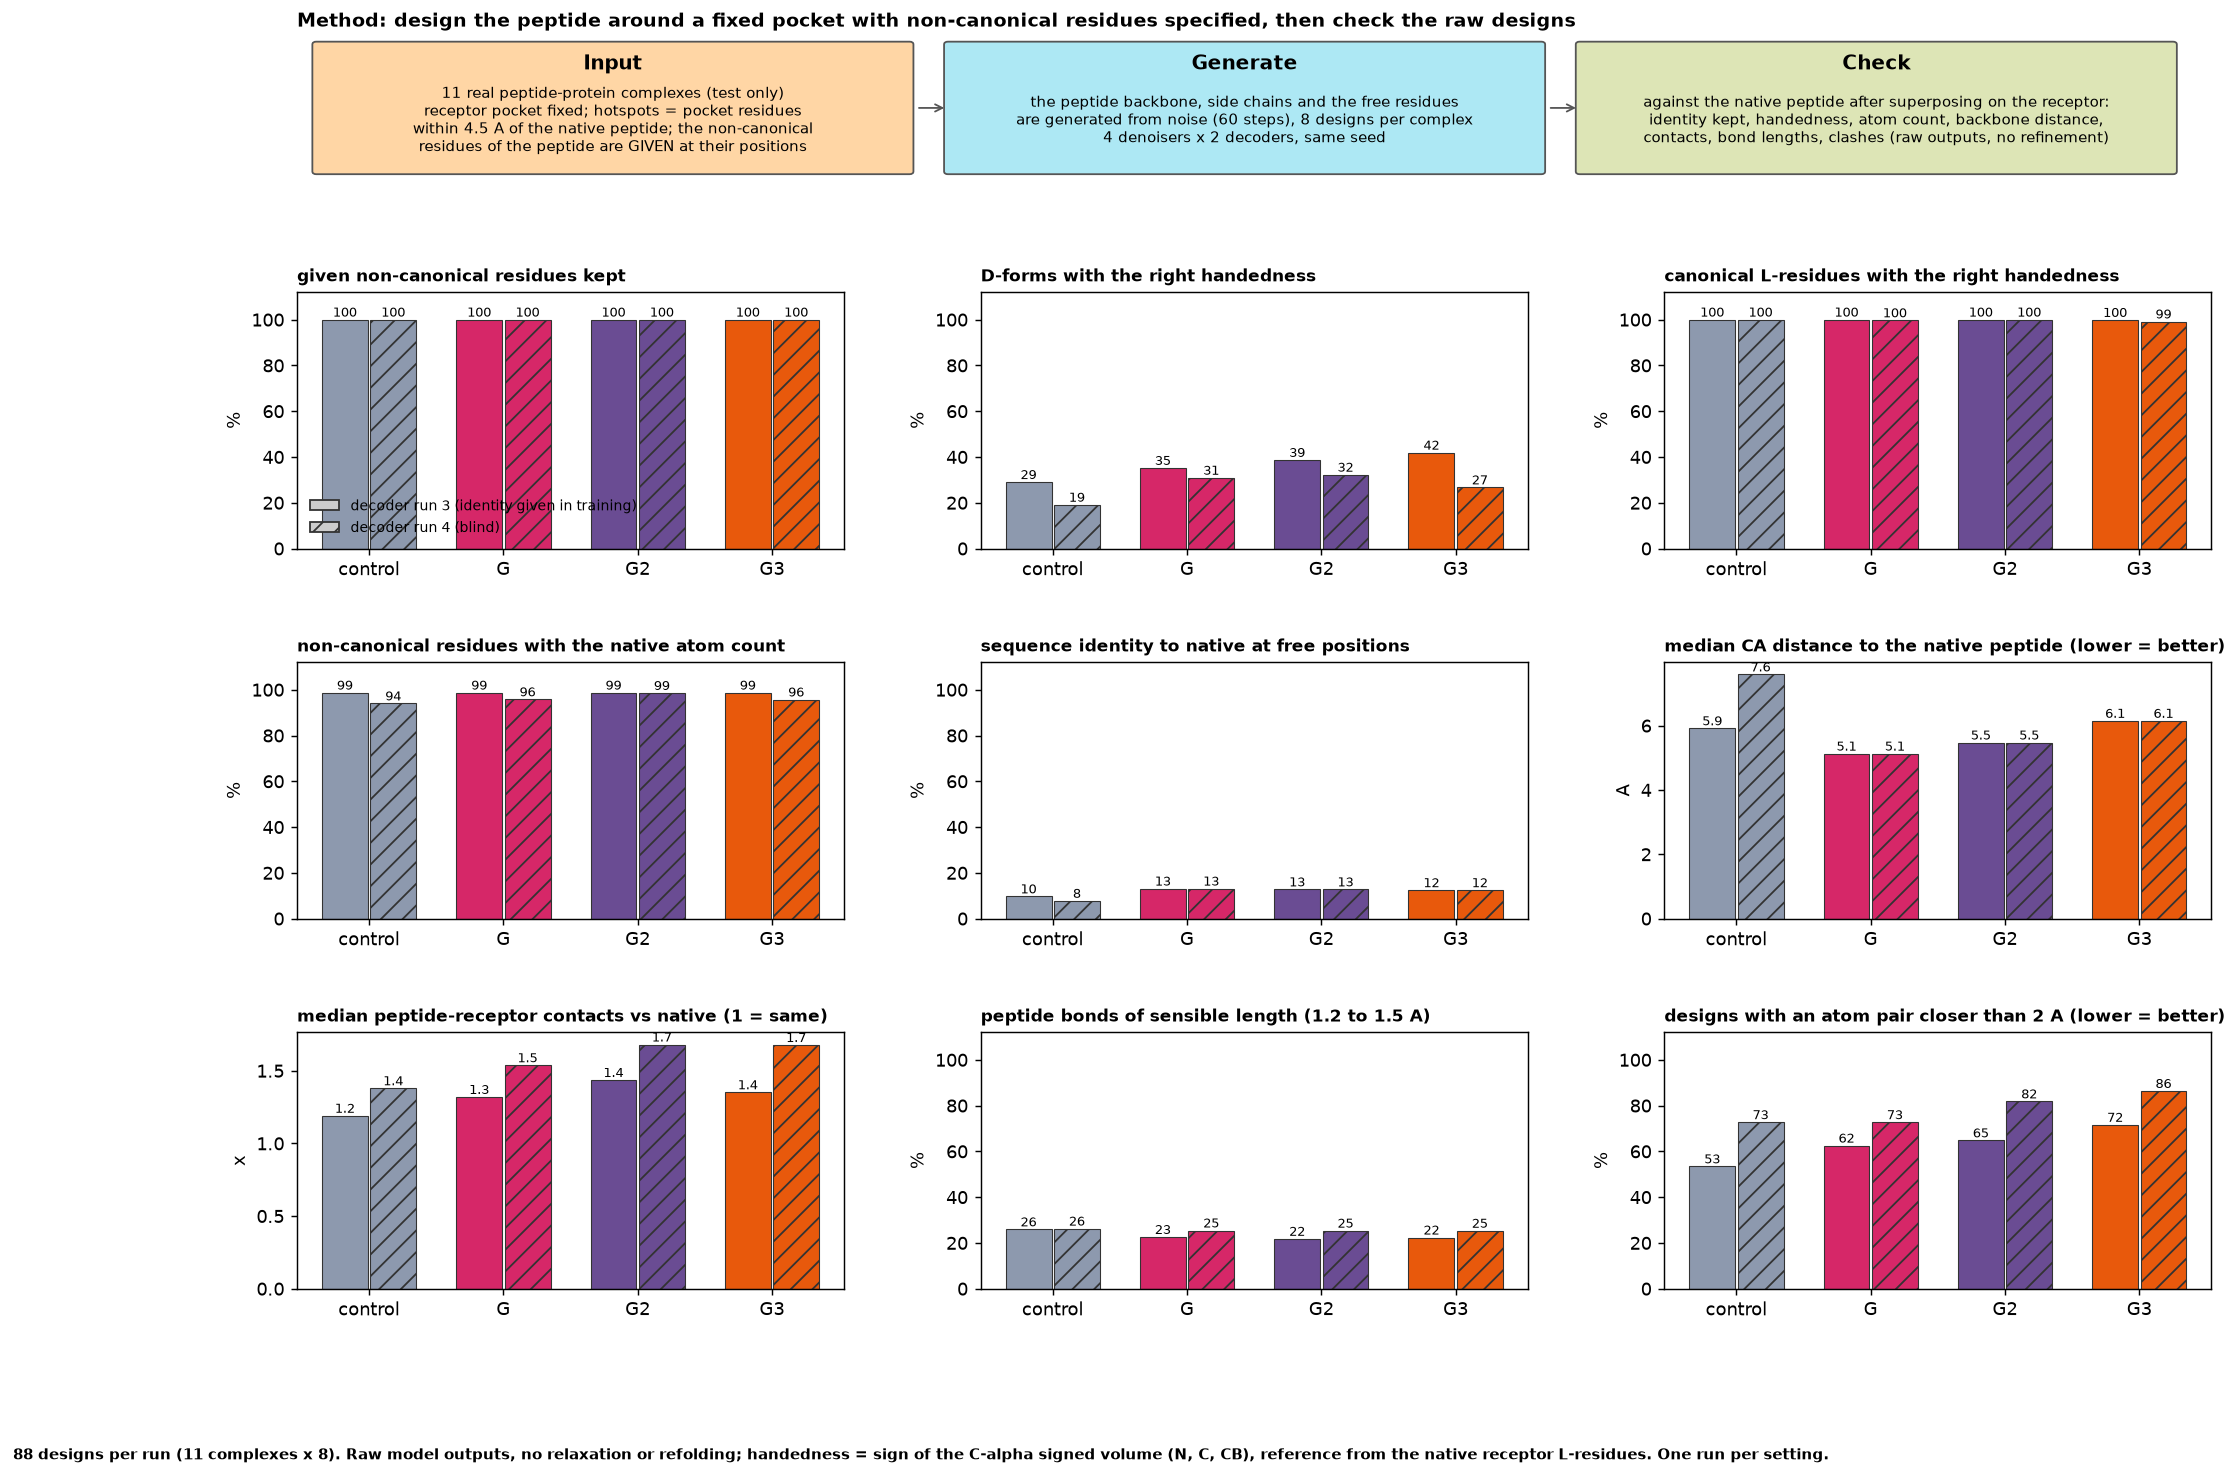 Method: design the peptide around a fixed pocket with non-canonical residues specified, then check the raw designs
Input
11 real peptide-protein complexes (test only)
receptor pocket fixed; hotspots = pocket residues
within 4.5 A of the native peptide; the non-canonical
residues of the peptide are GIVEN at their positions
Generate
the peptide backbone, side chains and the free residues
are generated from noise (60 steps), 8 designs per complex
4 denoisers x 2 decoders, same seed
Check
against the native peptide after superposing on the receptor:
identity kept, handedness, atom count, backbone distance,
contacts, bond lengths, clashes (raw outputs, no refinement)
given non-canonical residues kept
100 100 100 100 100 100 100 100
100
80
60
40
20
0
%
decoder run 3 (identity given in training)
decoder run 4 (blind)
control G G2 G3
D-forms with the right handedness
100
80
60
40
20
0
%
29 19 35 31 39 32 42 27
control G G2 G3
canonical L-residues with the right handedness
100 100 100 100 100 100 100 99
100
80
60
40
20
0
%
control G G2 G3
non-canonical residues with the native atom count
99 94 99 96 99 99 99 96
100
80
60
40
20
0
%
control G G2 G3
sequence identity to native at free positions
100
80
60
40
20
0
%
10 8 13 13 13 13 12 12
control G G2 G3
median CA distance to the native peptide (lower = better)
5.9 7.6 5.1 5.1 5.5 5.5 6.1 6.1
6
4
2
0
A
control G G2 G3
median peptide-receptor contacts vs native (1 = same)
1.2 1.4 1.3 1.5 1.4 1.7 1.4 1.7
1.5
1.0
0.5
0.0
x
control G G2 G3
peptide bonds of sensible length (1.2 to 1.5 A)
100
80
60
40
20
0
%
26 26 23 25 22 25 22 25
control G G2 G3
designs with an atom pair closer than 2 A (lower = better)
100
80
60
40
20
0
%
53 73 62 73 65 82 72 86
control G G2 G3
88 designs per run (11 complexes x 8). Raw model outputs, no relaxation or refolding; handedness = sign of the C-alpha signed volume (N, C, CB), reference from the native receptor L-residues. One run per setting.